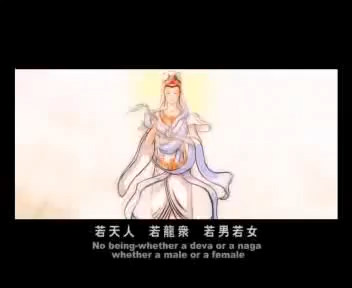 若天人　若龍衆　若男若女
No being-whether a deva or a naga
whether a male or a female